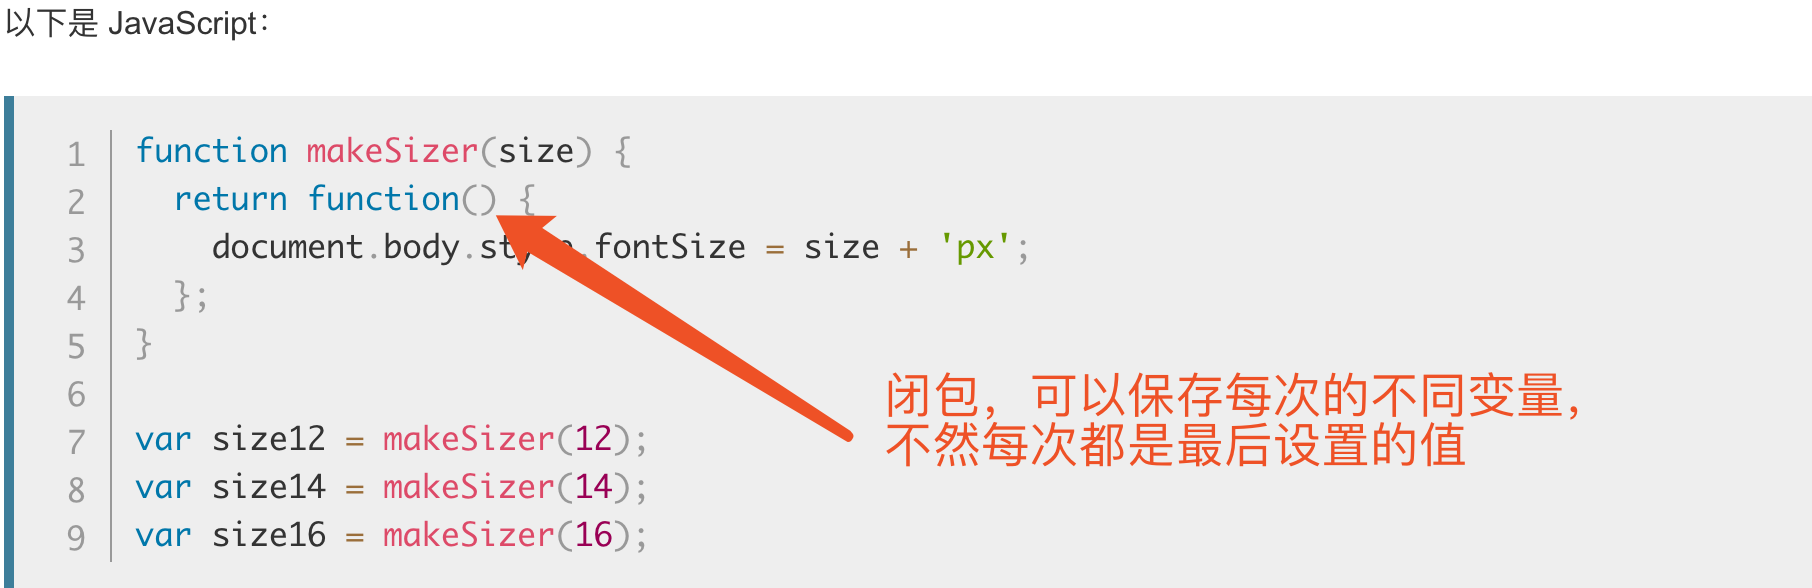 以下是 JavaScript：
1 function makeSizer(size) {
2   return function() {
3     document.body.style.fontSize = size + 'px';
4   };
5 }
6
7 var size12 = makeSizer(12);
8 var size14 = makeSizer(14);
9 var size16 = makeSizer(16);
闭包，可以保存每次的不同变量，
不然每次都是最后设置的值